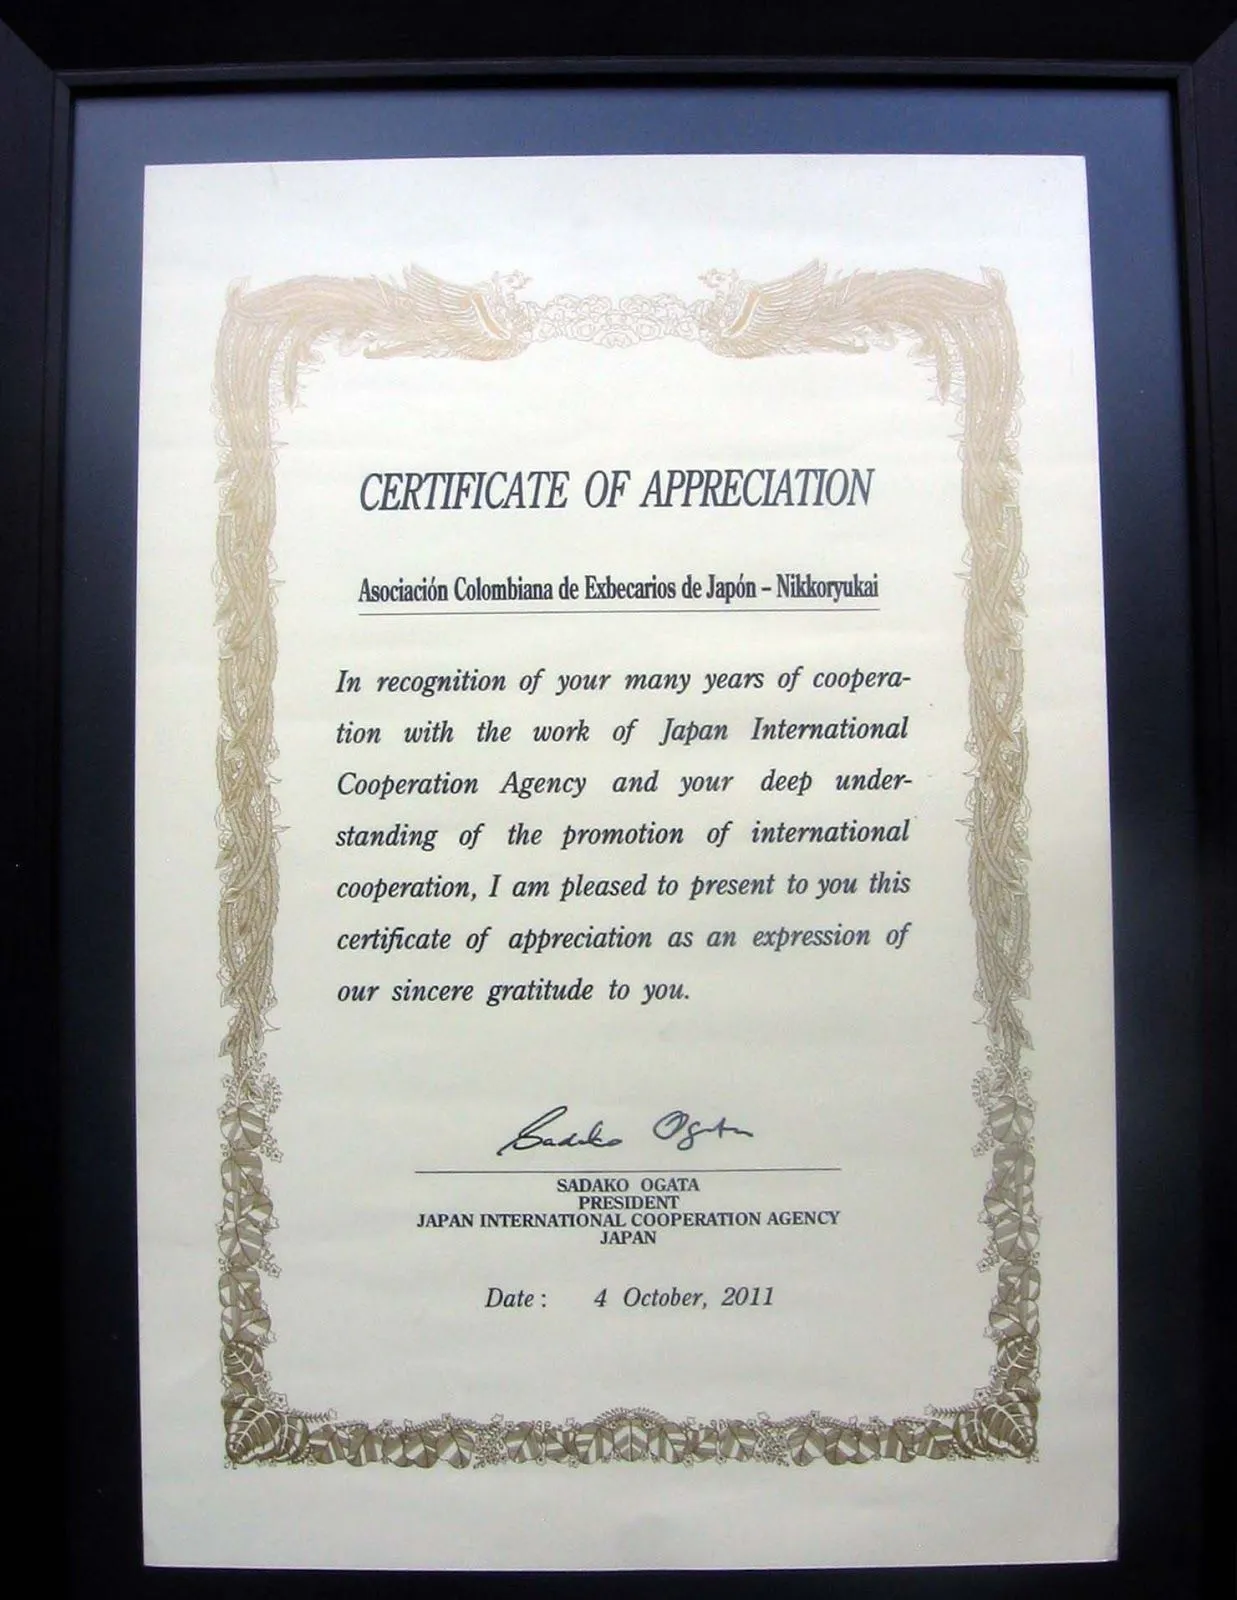 CERTIFICATE OF APPRECIATION
Asociación Colombiana de Exbecarios de Japón – Nikkoryukai
In recognition of your many years of coopera-
tion with the work of Japan International
Cooperation Agency and your deep under-
standing of the promotion of international
cooperation, I am pleased to present to you this
certificate of appreciation as an expression of
our sincere gratitude to you.
Sadako Ogata
SADAKO OGATA
PRESIDENT
JAPAN INTERNATIONAL COOPERATION AGENCY
JAPAN
Date : 4 October, 2011